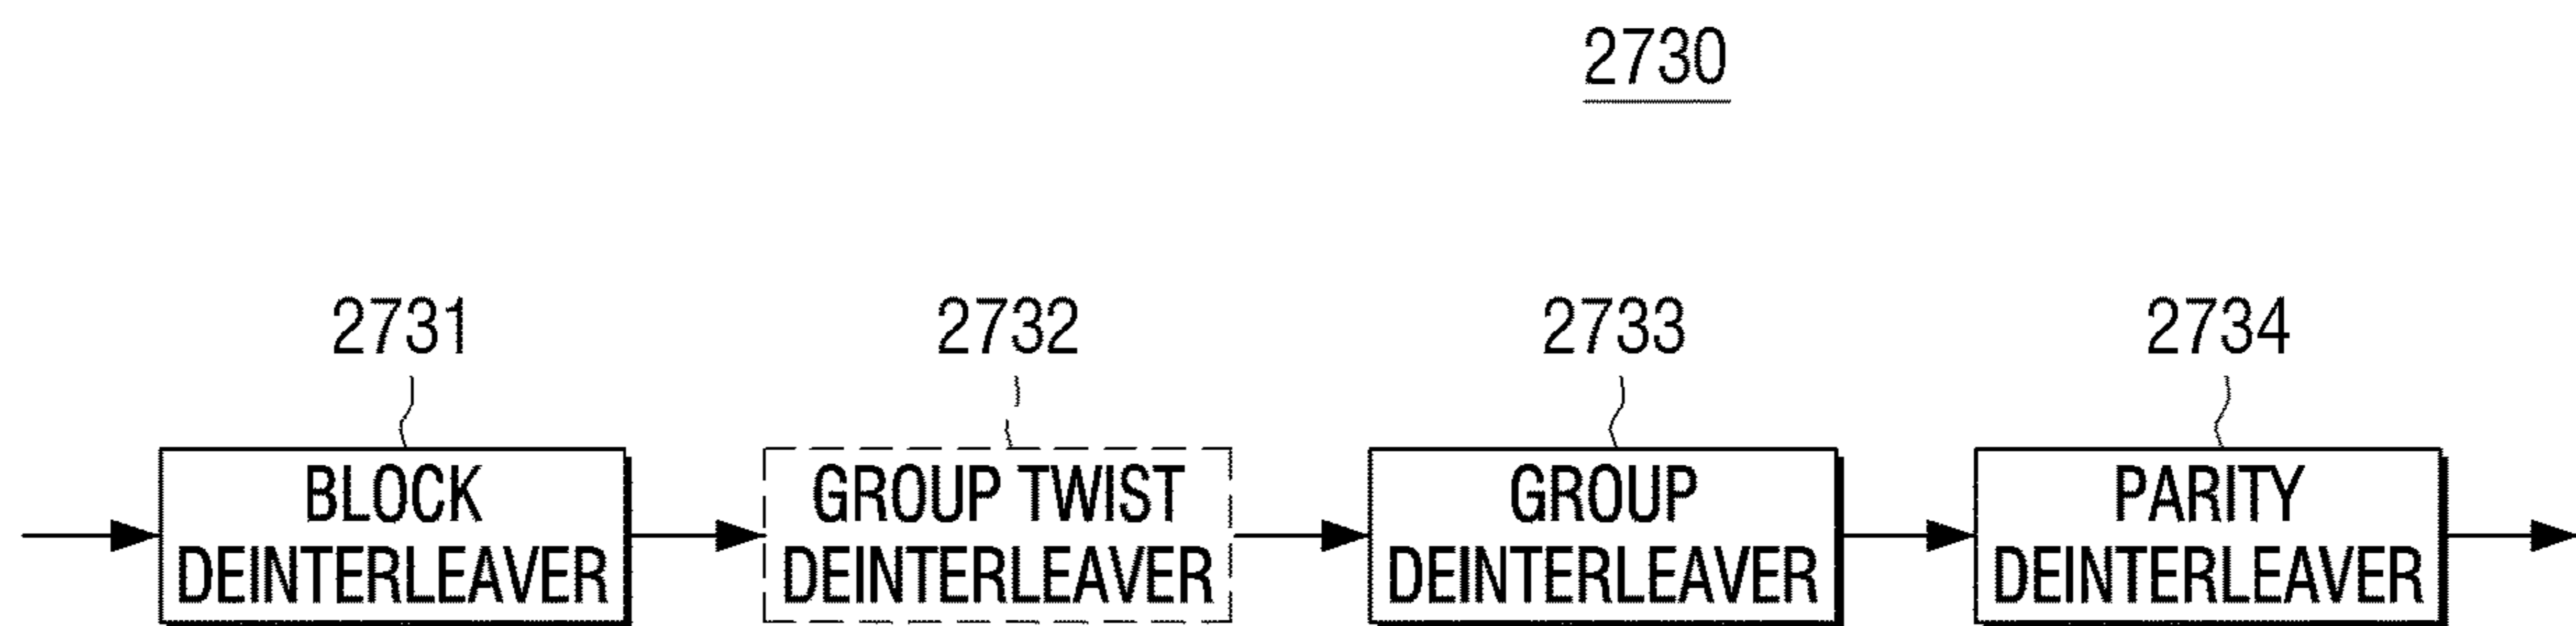 2730
2731
2732
2733
2734
BLOCK
DEINTERLEAVER
GROUP TWIST
DEINTERLEAVER
GROUP
DEINTERLEAVER
PARITY
DEINTERLEAVER